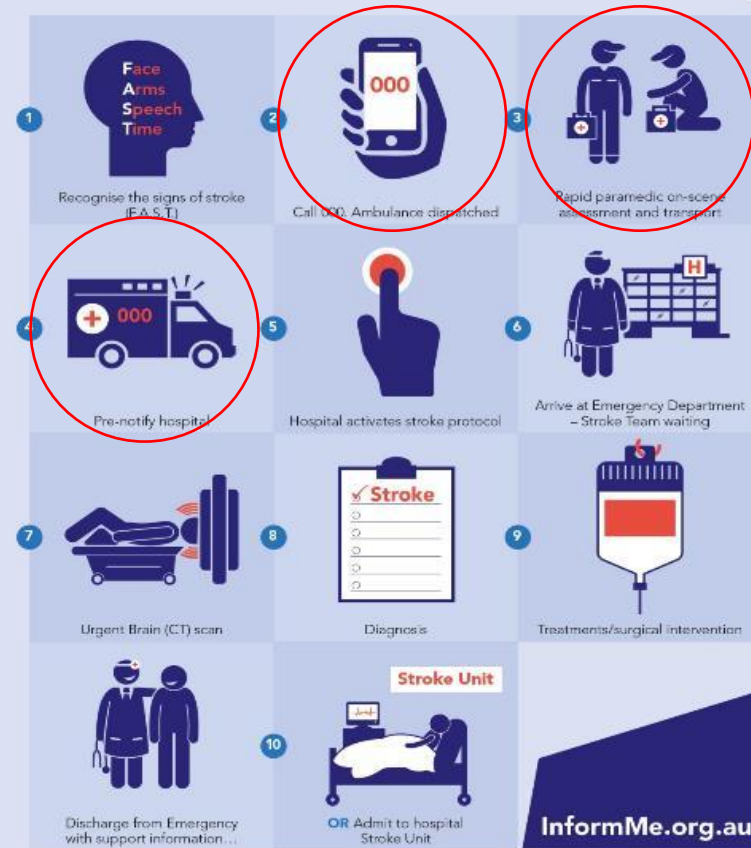 Face
Arms
Speech
Time
1
Recognise the signs of stroke
(F.A.S.T.)
000
2
Call 000. Ambulance dispatched
3
Rapid paramedic on-scene
assessment and transport
000
4
Pre-notify hospital
5
Hospital activates stroke protocol
H
6
Arrive at Emergency Department
– Stroke Team waiting
7
Urgent Brain (CT) scan
Stroke
8
Diagnosis
9
Treatments/surgical intervention
Discharge from Emergency
with support information...
Stroke Unit
10
OR Admit to hospital
Stroke Unit
InformMe.org.au